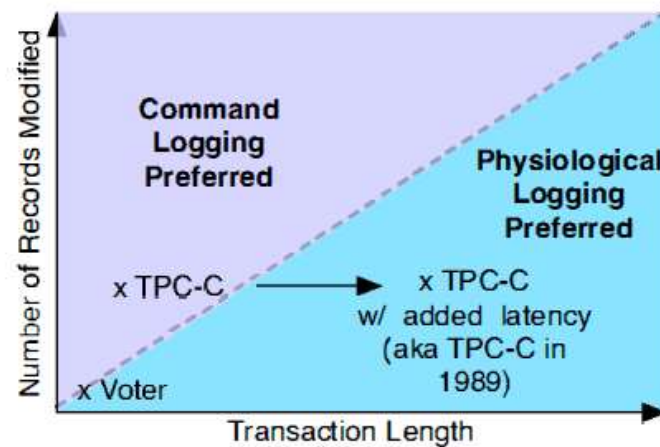 Number of Records Modified
Command
Logging
Preferred
Physiological
Logging
Preferred
x TPC-C
x TPC-C
w/ added latency
(aka TPC-C in
1989)
x Voter
Transaction Length